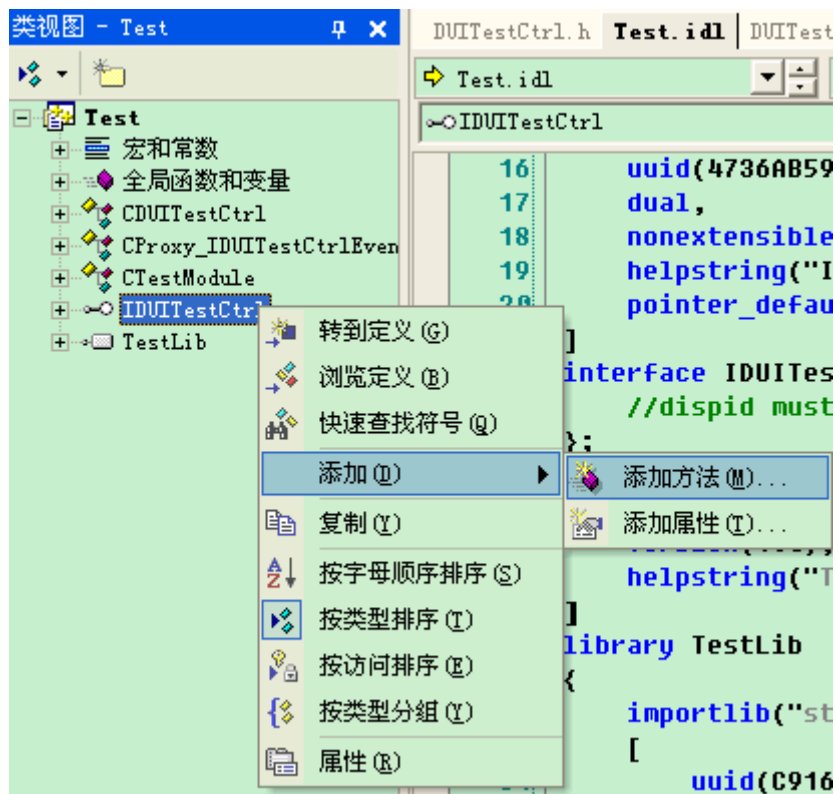 类视图 - Test
Test
宏和常数
全局函数和变量
CDUITestCtrl
CProxy_IDUITestCtrlEven
CTestModule
IDUITestCtrl
TestLib
转到定义(G)
浏览定义(B)
快速查找符号(Q)
添加(D)
复制(Y)
按字母顺序排序(S)
按类型排序(T)
按访问排序(E)
按类型分组(Y)
属性(R)
添加方法(M)...
添加属性(T)...
DUITestCtrl.h Test.idl DUITest
Test.idl
IDUITestCtrl
16 uuid(4736AB59
17 dual,
18 nonextensible
19 helpstring("I
20 pointer_defau
]
interface IDUITes
//dispid must
};
helpstring("T
]
library TestLib
{
importlib("st
[
uuid(C916